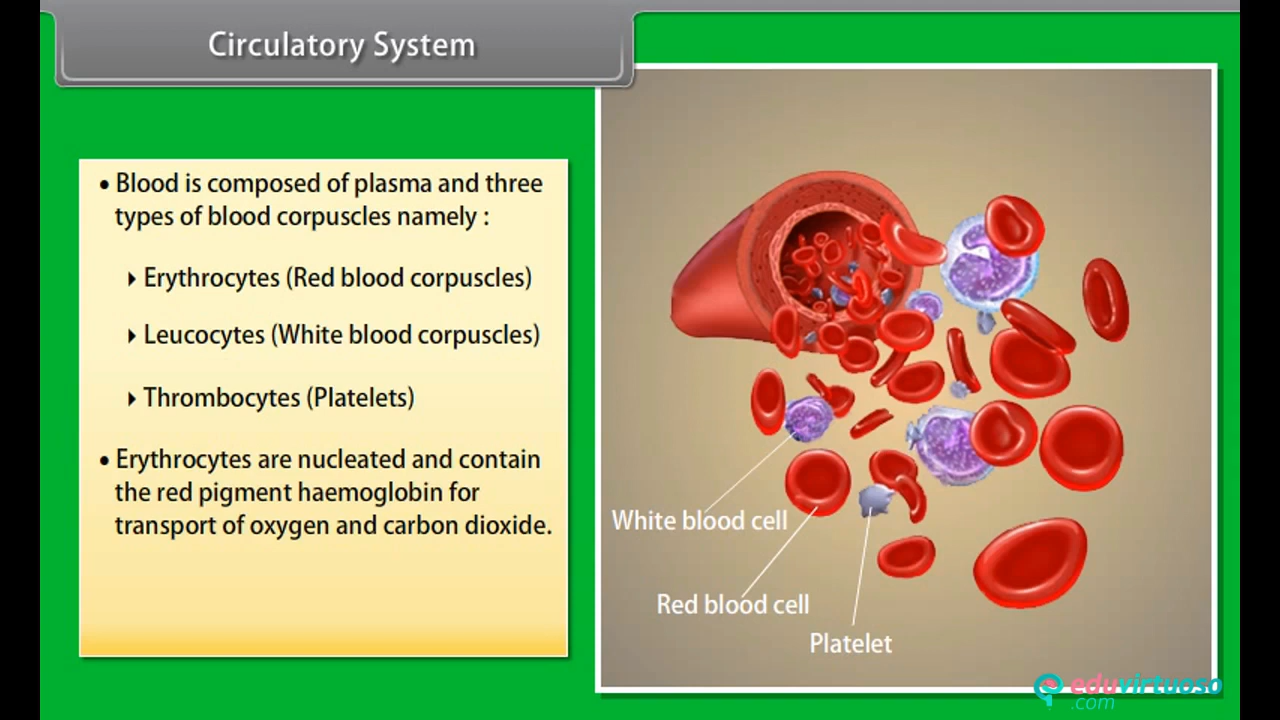 Circulatory System
• Blood is composed of plasma and three
types of blood corpuscles namely :
Erythrocytes (Red blood corpuscles)
Leucocytes (White blood corpuscles)
Thrombocytes (Platelets)
• Erythrocytes are nucleated and contain
the red pigment haemoglobin for
transport of oxygen and carbon dioxide.
White blood cell
Red blood cell
Platelet
eduvirtuoso
.com